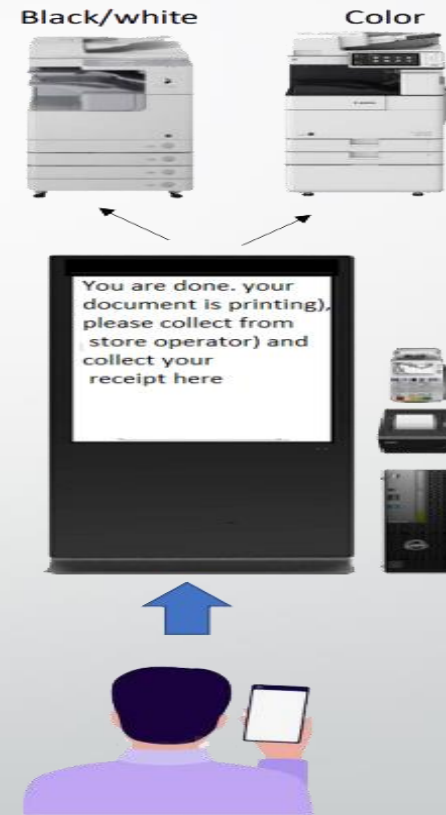 Black/white
Color
You are done. your
document is printing),
please collect from
store operator) and
collect your
receipt here